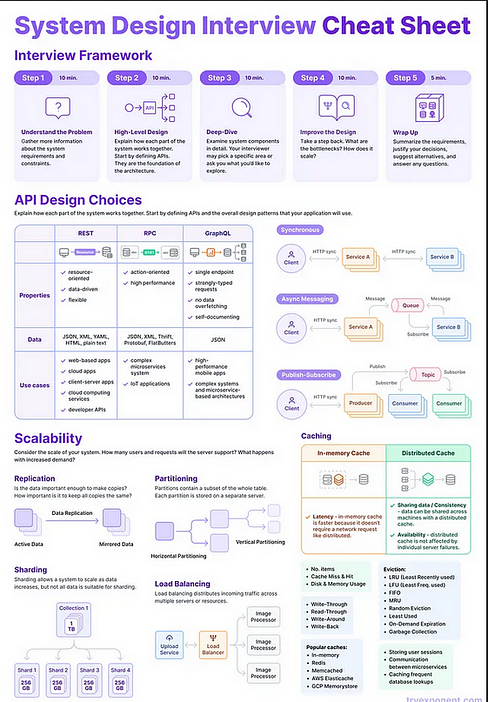 System Design Interview Cheat Sheet
Interview Framework
Step 1 10 min.
Understand the Problem
Gather more information
about the system
requirements and
constraints.
Step 2 10 min.
API
High-Level Design
Explain how each part of the
system works together.
Start by defining APIs.
They are the foundation of
the architecture.
Step 3 10 min.
Deep-Dive
Examine system components
in detail. Your interviewer
may pick a specific area or
ask you what you'd like to
explore.
Step 4 10 min.
Improve the Design
Take a step back. What are
the bottlenecks? How does it
scale?
Step 5 5 min.
Wrap Up
Summarize the requirements,
justify your decisions,
suggest alternatives, and
answer any questions.
API Design Choices
Explain how each part of the system works together. Start by defining APIs and the overall design patterns that your application will use.
REST RPC GraphQL
Resource
Properties
resource-
oriented
data-driven
flexible
action-oriented
high performance
single endpoint
strongly-typed
requests
no data
overfetching
self-documenting
Data
JSON, XML, YAML,
HTML, plain text
JSON, XML, Thrift,
Protobuf, FlatButters
JSON
Use cases
web-based apps
cloud apps
client-server apps
cloud computing
services
developer APIs
complex
microservices
system
IoT applications
high-
performance
mobile apps
complex systems
and microservice-
based architectures
Synchronous
Client
HTTP sync
Service A
HTTP sync
Service B
Async Messaging
Client
HTTP sync
Service A
Message
Queue
Message
Subscribe
Service B
Publish-Subscribe
Client
HTTP sync
Producer
Publish
Topic
Subscribe
Subscribe
Consumer
Consumer
Scalability
Consider the scale of your system. How many users and requests will the server support? What happens
with increased demand?
Replication
Is the data important enough to make copies?
How important is it to keep all copies the same?
Data Replication
Active Data
Mirrored Data
Partitioning
Partitions contain a subset of the whole table.
Each partition is stored on a separate server.
Vertical Partitioning
Horizontal Partitioning
Sharding
Sharding allows a system to scale as data
increases, but not all data is suitable for sharding.
Collection 1
1
TB
Shard 1 Shard 2 Shard 3 Shard 4
256 256 256 256
GB GB GB GB
Load Balancing
Load balancing distributes incoming traffic across
multiple servers or resources.
Upload
Service
Load
Balancer
Image
Processor
Image
Processor
Image
Processor
Caching
In-memory Cache
Latency - in-memory cache
is faster because it doesn't
require a network request
like distributed.
Distributed Cache
Sharing data / Consistency
- data can be shared across
machines with a distributed
cache.
Availability - distributed
cache is not affected by
individual server failures.
No. items
Cache Miss & Hit
Disk & Memory Usage
Write-Through
Read-Through
Write-Around
Write-Back
Popular caches:
In-memory
Redis
Memcached
AWS Elasticache
GCP Memorystore
Eviction:
LRU (Least Recently used)
LFU (Least Freq. used)
FIFO
MRU
Random Eviction
Least Used
On-Demand Expiration
Garbage Collection
Storing user sessions
Communication
between microservices
Caching frequent
database lookups
tryexponent.com